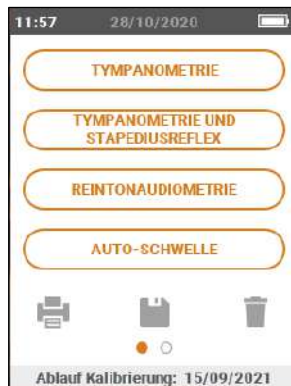 11:57 28/10/2020
TYMPANOMETRIE
TYMPANOMETRIE UND
STAPEDIUSREFLEX
REINTONAUDIOMETRIE
AUTO-SCHWELLE
Ablauf Kalibrierung: 15/09/2021